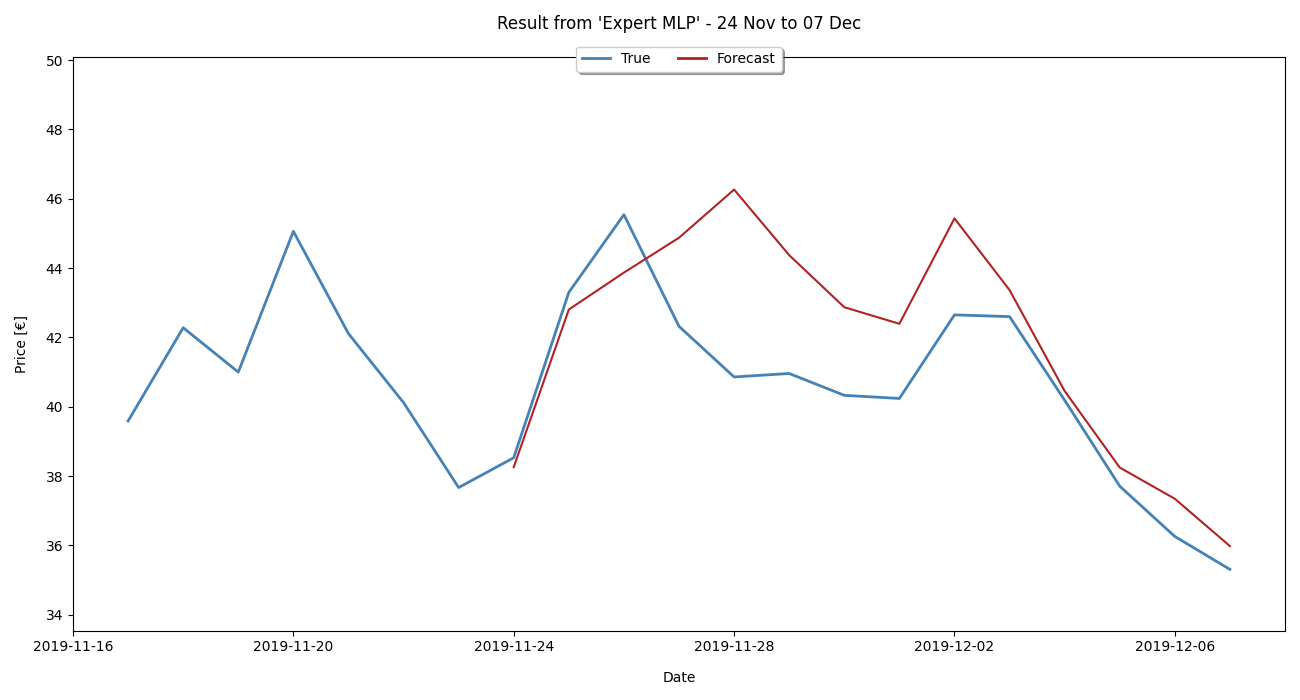 Result from 'Expert MLP' - 24 Nov to 07 Dec
True Forecast
50
48
46
44
42
40
38
36
34
Price [€]
2019-11-16 2019-11-20 2019-11-24 2019-11-28 2019-12-02 2019-12-06
Date